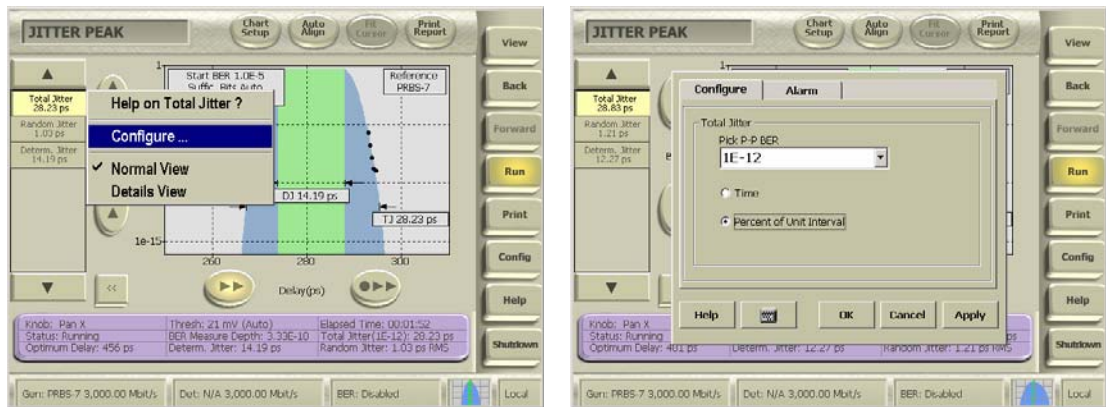 JITTER PEAK
Chart Setup
Auto Align
Fit Cursor
Print Report
View
Back
Forward
Run
Print
Config
Help
Shutdown
Total Jitter
28.23 ps
Random Jitter
1.03 ps
Determ. Jitter
14.19 ps
1
Start BER 1.0E-5
Suffic. Bits Auto
Reference
PRBS-7
Help on Total Jitter ?
Configure ...
✓ Normal View
Details View
DJ 14.19 ps
TJ 28.23 ps
1e-15
260 280 300
<<
Delay(ps)
Knob: Pan X
Status: Running
Optimum Delay: 456 ps
Thresh: 21 mV (Auto)
BER Measure Depth: 3.33E-10
Determ. Jitter: 14.19 ps
Elapsed Time: 00:01:52
Total Jitter(1E-12): 28.23 ps
Random Jitter: 1.03 ps RMS
Gen: PRBS-7 3,000.00 Mbit/s
Det: N/A 3,000.00 Mbit/s
BER: Disabled
Local
JITTER PEAK
Chart Setup
Auto Align
Fit Cursor
Print Report
View
Back
Forward
Run
Print
Config
Help
Shutdown
Total Jitter
28.83 ps
Random Jitter
1.21 ps
Determ. Jitter
12.27 ps
Configure
Alarm
Total Jitter
Pick P-P BER
1E-12
Time
Percent of Unit Interval
Help
OK
Cancel
Apply
Knob: Pan X
Status: Running
Optimum Delay: 481 ps
Determ. Jitter: 12.27 ps
Random Jitter: 1.21 ps RMS
Gen: PRBS-7 3,000.00 Mbit/s
Det: N/A 3,000.00 Mbit/s
BER: Disabled
Local